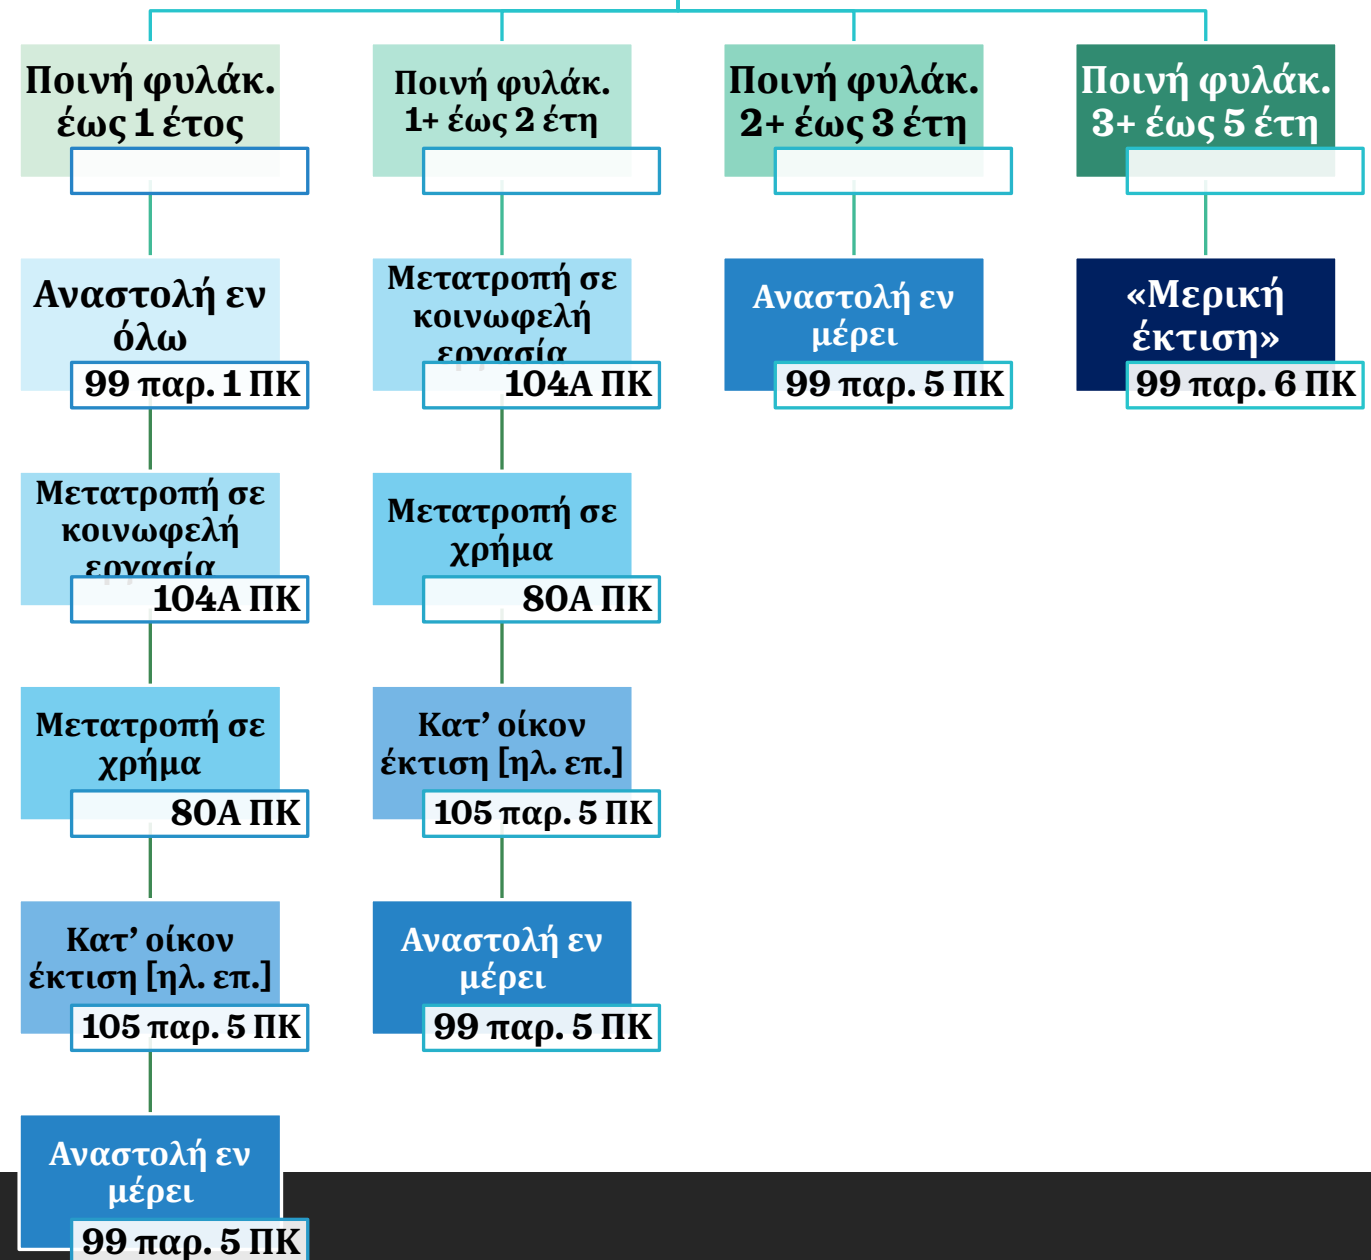 Ποινή φυλάκ.
έως 1 έτος
Αναστολή εν
όλω
99 παρ. 1 ΠΚ
Μετατροπή σε
κοινωφελή
εργασία
104Α ΠΚ
Μετατροπή σε
χρήμα
80Α ΠΚ
Κατ’ οίκον
έκτιση [ηλ. επ.]
105 παρ. 5 ΠΚ
Αναστολή εν
μέρει
99 παρ. 5 ΠΚ
Ποινή φυλάκ.
1+ έως 2 έτη
Μετατροπή σε
κοινωφελή
εργασία
104Α ΠΚ
Μετατροπή σε
χρήμα
80Α ΠΚ
Κατ’ οίκον
έκτιση [ηλ. επ.]
105 παρ. 5 ΠΚ
Αναστολή εν
μέρει
99 παρ. 5 ΠΚ
Ποινή φυλάκ.
2+ έως 3 έτη
Αναστολή εν
μέρει
99 παρ. 5 ΠΚ
Ποινή φυλάκ.
3+ έως 5 έτη
«Μερική
έκτιση»
99 παρ. 6 ΠΚ